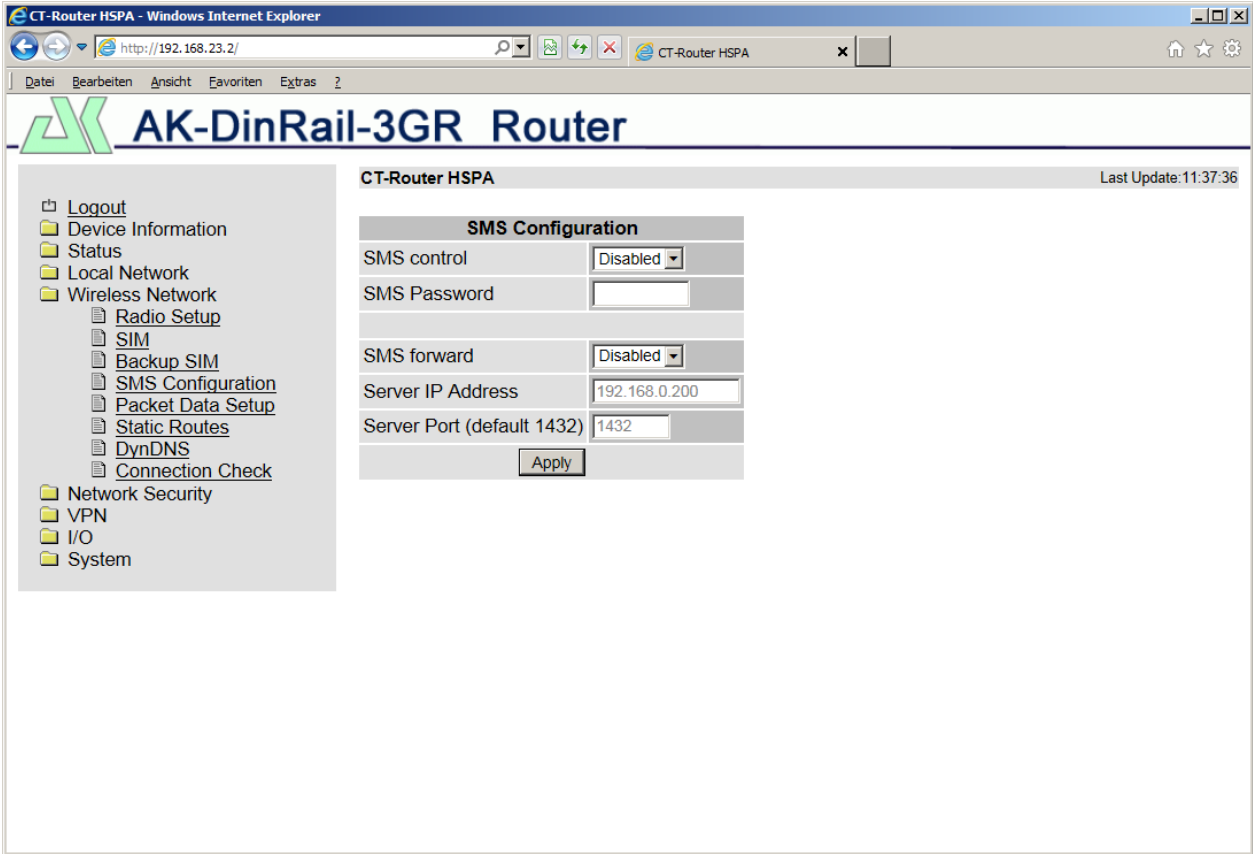 CT-Router HSPA - Windows Internet Explorer
http://192.168.23.2/
CT-Router HSPA
Datei Bearbeiten Ansicht Favoriten Extras ?
AK-DinRail-3GR Router
CT-Router HSPA
Last Update:11:37:36
Logout
Device Information
Status
Local Network
Wireless Network
Radio Setup
SIM
Backup SIM
SMS Configuration
Packet Data Setup
Static Routes
DynDNS
Connection Check
Network Security
VPN
I/O
System
SMS Configuration
SMS control Disabled
SMS Password
SMS forward Disabled
Server IP Address 192.168.0.200
Server Port (default 1432) 1432
Apply